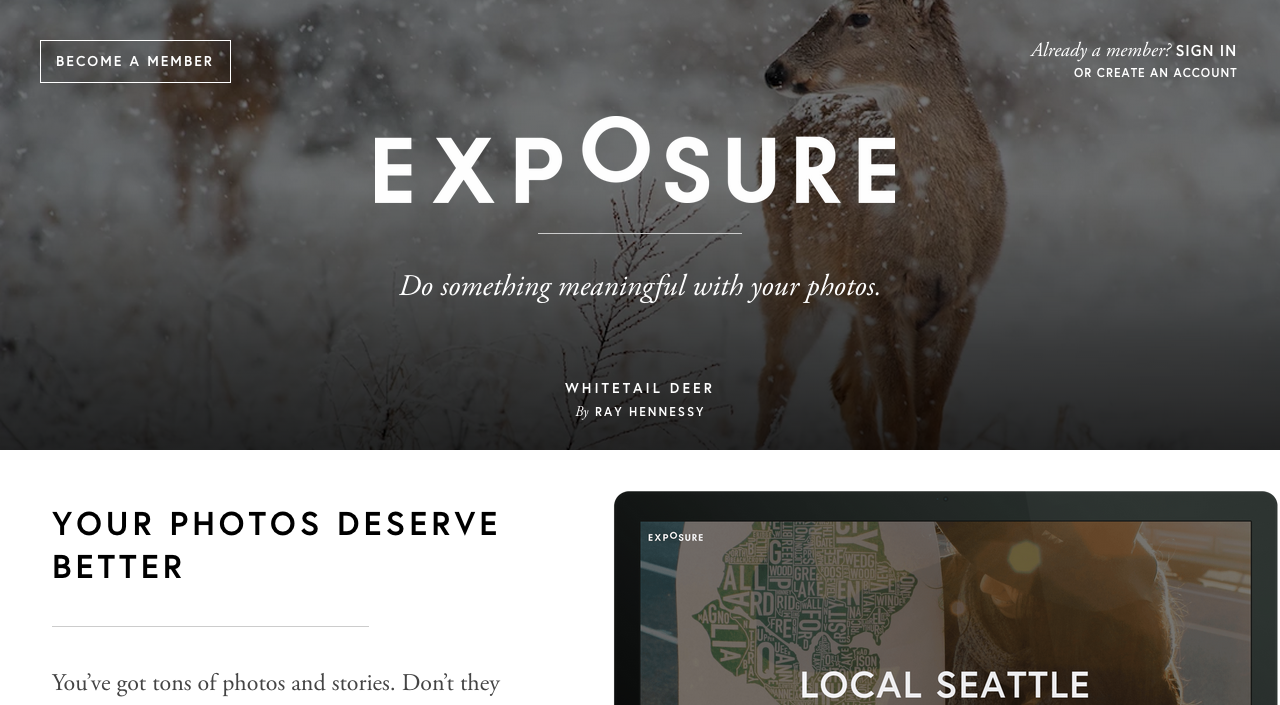 BECOME A MEMBER
Already a member? SIGN IN
OR CREATE AN ACCOUNT
EXPOSURE
Do something meaningful with your photos.
WHITETAIL DEER
By RAY HENNESSY
YOUR PHOTOS DESERVE
BETTER
You’ve got tons of photos and stories. Don’t they
EXPOSURE
LOCAL SEATTLE